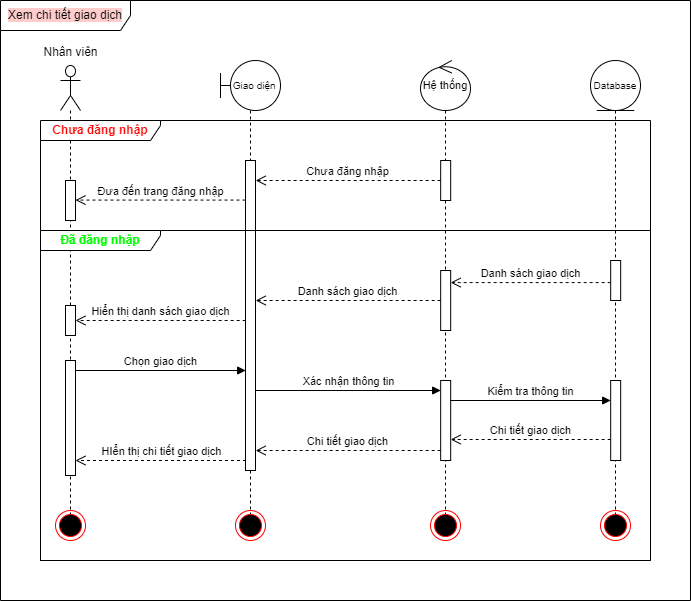 Xem chi tiết giao dịch
Nhân viên
Giao diện
Hệ thống
Database
Chưa đăng nhập
Chưa đăng nhập
Đưa đến trang đăng nhập
Đã đăng nhập
Danh sách giao dịch
Danh sách giao dịch
Hiển thị danh sách giao dịch
Chọn giao dịch
Xác nhận thông tin
Kiểm tra thông tin
Chi tiết giao dịch
Chi tiết giao dịch
HIển thị chi tiết giao dịch